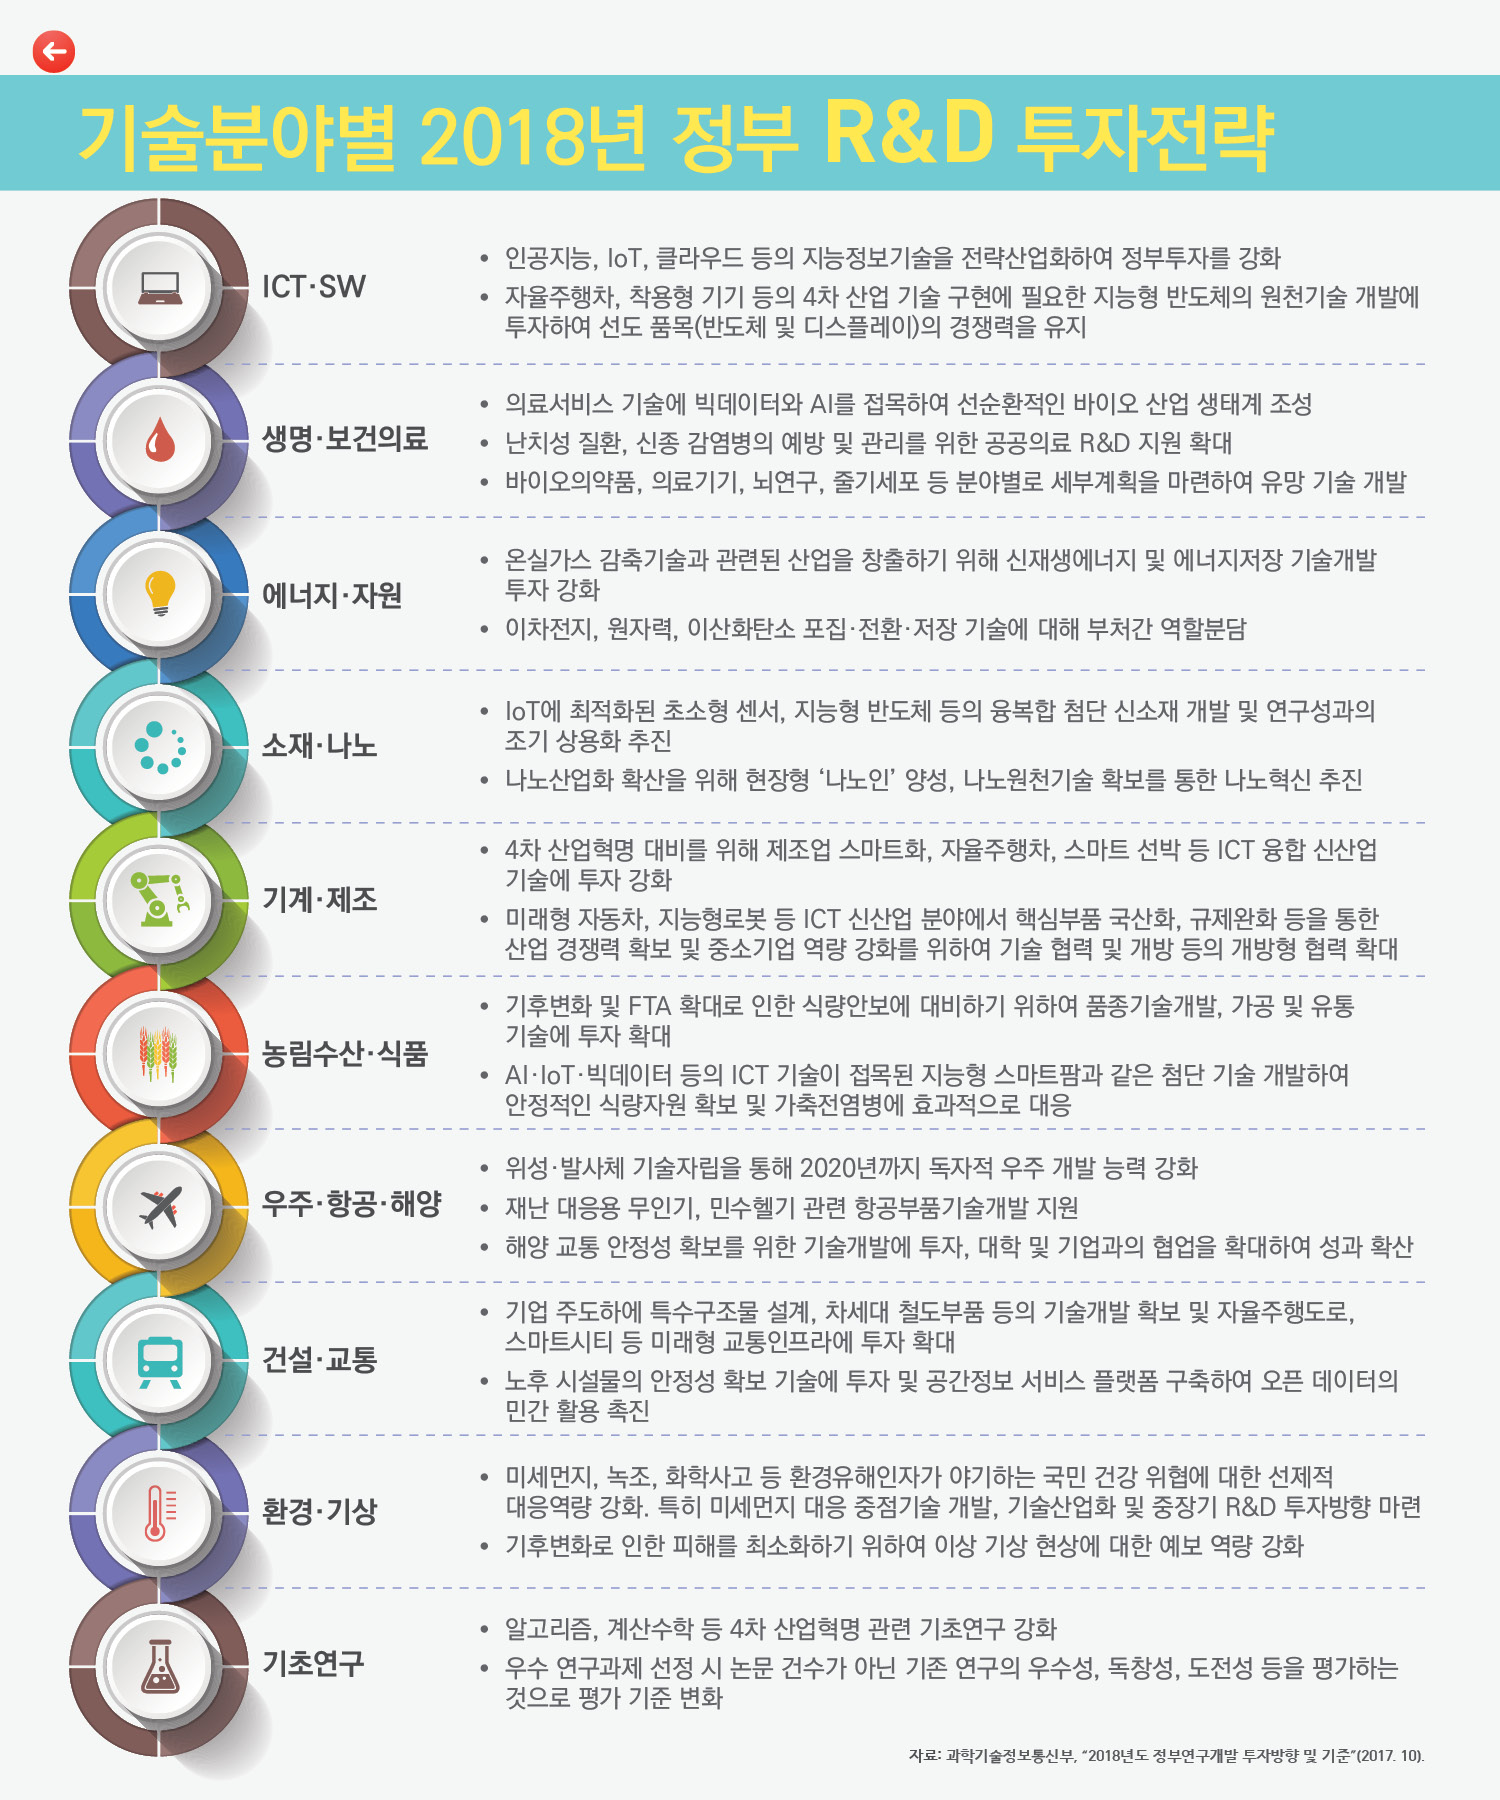 기술분야별 2018년 정부 R&D 투자전략
ICT·SW
• 인공지능, IoT, 클라우드 등의 지능정보기술을 전략산업화하여 정부투자를 강화
• 자율주행차, 착용형 기기 등의 4차 산업 기술 구현에 필요한 지능형 반도체의 원천기술 개발에
투자하여 선도 품목(반도체 및 디스플레이)의 경쟁력을 유지
생명·보건의료
• 의료서비스 기술에 빅데이터와 AI를 접목하여 선순환적인 바이오 산업 생태계 조성
• 난치성 질환, 신종 감염병의 예방 및 관리를 위한 공공의료 R&D 지원 확대
• 바이오의약품, 의료기기, 뇌연구, 줄기세포 등 분야별로 세부계획을 마련하여 유망 기술 개발
에너지·자원
• 온실가스 감축기술과 관련된 산업을 창출하기 위해 신재생에너지 및 에너지저장 기술개발
투자 강화
• 이차전지, 원자력, 이산화탄소 포집·전환·저장 기술에 대해 부처간 역할분담
소재·나노
• IoT에 최적화된 초소형 센서, 지능형 반도체 등의 융복합 첨단 신소재 개발 및 연구성과의
조기 상용화 추진
• 나노산업화 확산을 위해 현장형 ‘나노인’ 양성, 나노원천기술 확보를 통한 나노혁신 추진
기계·제조
• 4차 산업혁명 대비를 위해 제조업 스마트화, 자율주행차, 스마트 선박 등 ICT 융합 신산업
기술에 투자 강화
• 미래형 자동차, 지능형로봇 등 ICT 신산업 분야에서 핵심부품 국산화, 규제완화 등을 통한
산업 경쟁력 확보 및 중소기업 역량 강화를 위하여 기술 협력 및 개방 등의 개방형 협력 확대
농림수산·식품
• 기후변화 및 FTA 확대로 인한 식량안보에 대비하기 위하여 품종기술개발, 가공 및 유통
기술에 투자 확대
• AI·IoT·빅데이터 등의 ICT 기술이 접목된 지능형 스마트팜과 같은 첨단 기술 개발하여
안정적인 식량자원 확보 및 가축전염병에 효과적으로 대응
우주·항공·해양
• 위성·발사체 기술자립을 통해 2020년까지 독자적 우주 개발 능력 강화
• 재난 대응용 무인기, 민수헬기 관련 항공부품기술개발 지원
• 해양 교통 안정성 확보를 위한 기술개발에 투자, 대학 및 기업과의 협업을 확대하여 성과 확산
건설·교통
• 기업 주도하에 특수구조물 설계, 차세대 철도부품 등의 기술개발 확보 및 자율주행도로,
스마트시티 등 미래형 교통인프라에 투자 확대
• 노후 시설물의 안정성 확보 기술에 투자 및 공간정보 서비스 플랫폼 구축하여 오픈 데이터의
민간 활용 촉진
환경·기상
• 미세먼지, 녹조, 화학사고 등 환경유해인자가 야기하는 국민 건강 위협에 대한 선제적
대응역량 강화. 특히 미세먼지 대응 중점기술 개발, 기술산업화 및 중장기 R&D 투자방향 마련
• 기후변화로 인한 피해를 최소화하기 위하여 이상 기상 현상에 대한 예보 역량 강화
기초연구
• 알고리즘, 계산수학 등 4차 산업혁명 관련 기초연구 강화
• 우수 연구과제 선정 시 논문 건수가 아닌 기존 연구의 우수성, 독창성, 도전성 등을 평가하는
것으로 평가 기준 변화
자료: 과학기술정보통신부, “2018년도 정부연구개발 투자방향 및 기준”(2017. 10).